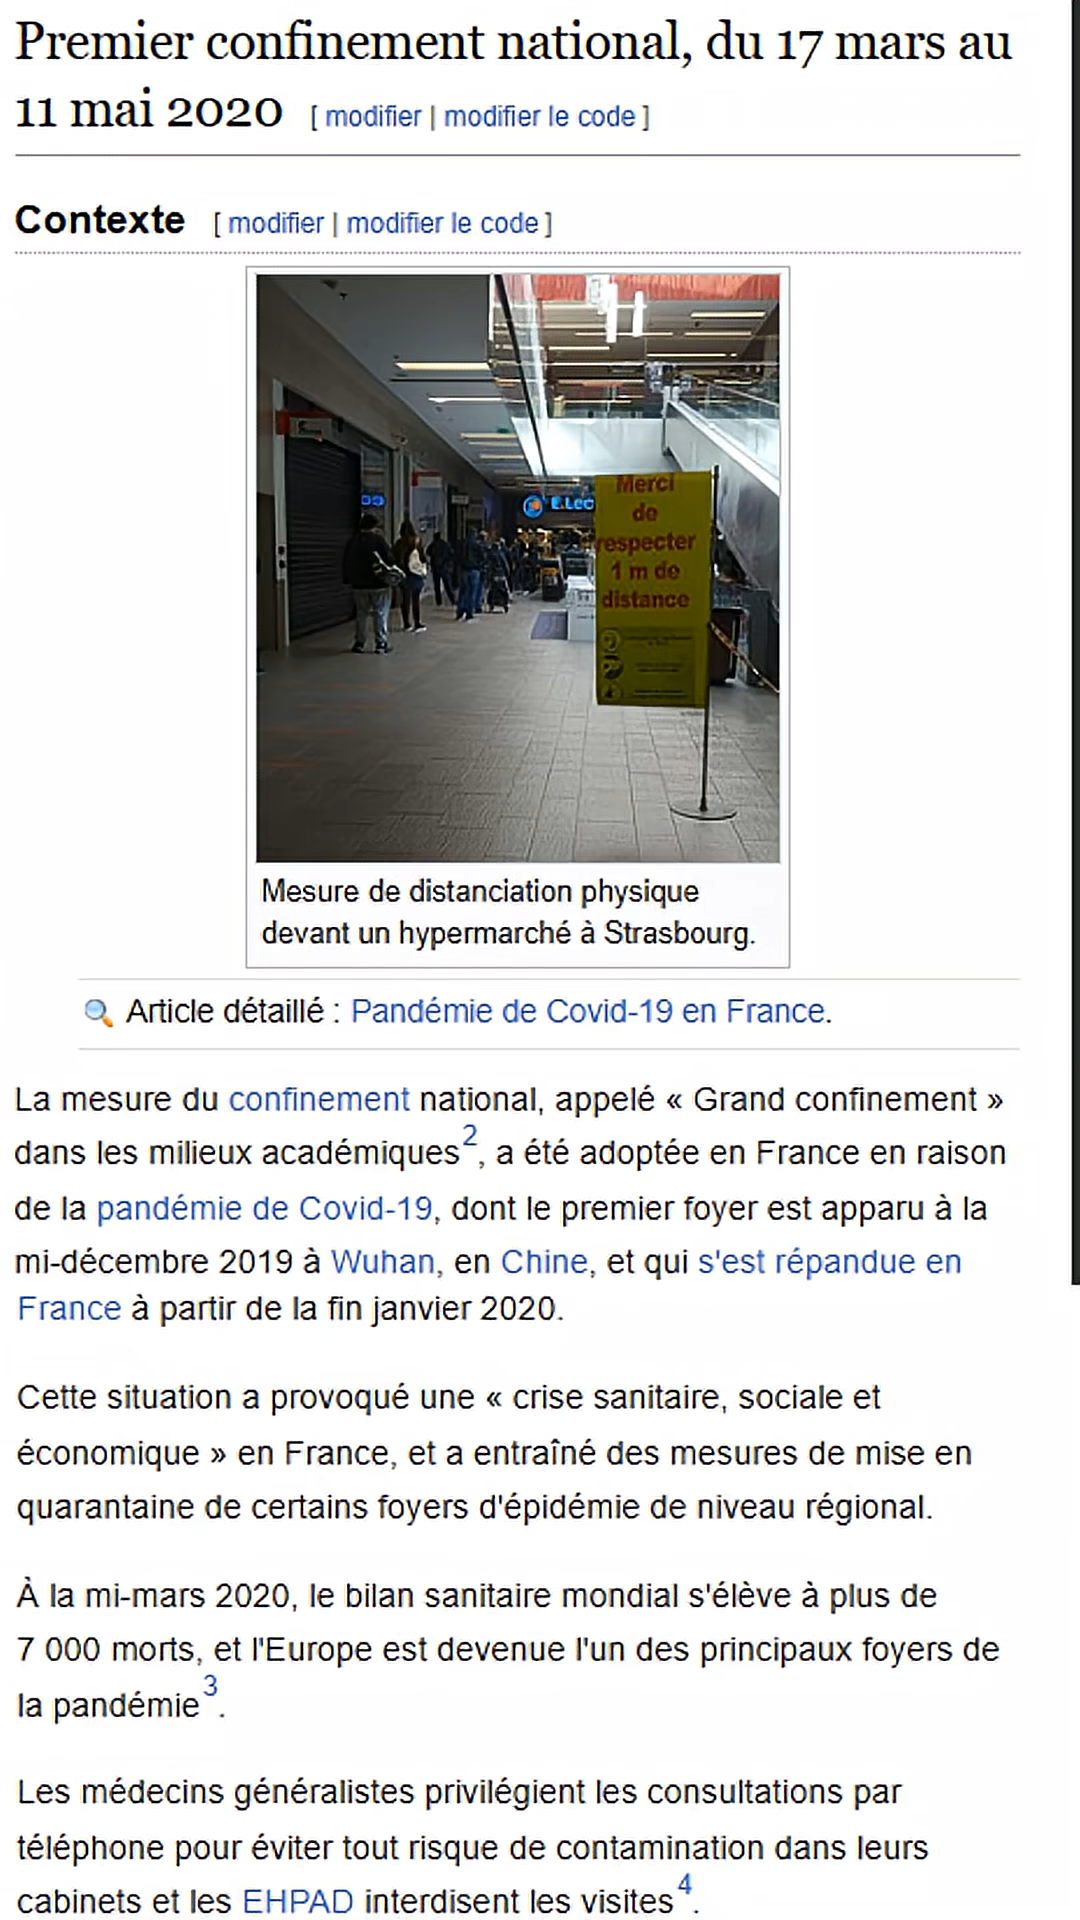 Premier confinement national, du 17 mars au
11 mai 2020 [ modifier | modifier le code ]
Contexte [ modifier | modifier le code ]
E.Lec
Merci
de
respecter
1 m de
distance
Mesure de distanciation physique
devant un hypermarché à Strasbourg.
Article détaillé : Pandémie de Covid-19 en France.
La mesure du confinement national, appelé « Grand confinement »
dans les milieux académiques2, a été adoptée en France en raison
de la pandémie de Covid-19, dont le premier foyer est apparu à la
mi-décembre 2019 à Wuhan, en Chine, et qui s'est répandue en
France à partir de la fin janvier 2020.
Cette situation a provoqué une « crise sanitaire, sociale et
économique » en France, et a entraîné des mesures de mise en
quarantaine de certains foyers d'épidémie de niveau régional.
À la mi-mars 2020, le bilan sanitaire mondial s'élève à plus de
7 000 morts, et l'Europe est devenue l'un des principaux foyers de
la pandémie3.
Les médecins généralistes privilégient les consultations par
téléphone pour éviter tout risque de contamination dans leurs
cabinets et les EHPAD interdisent les visites4.